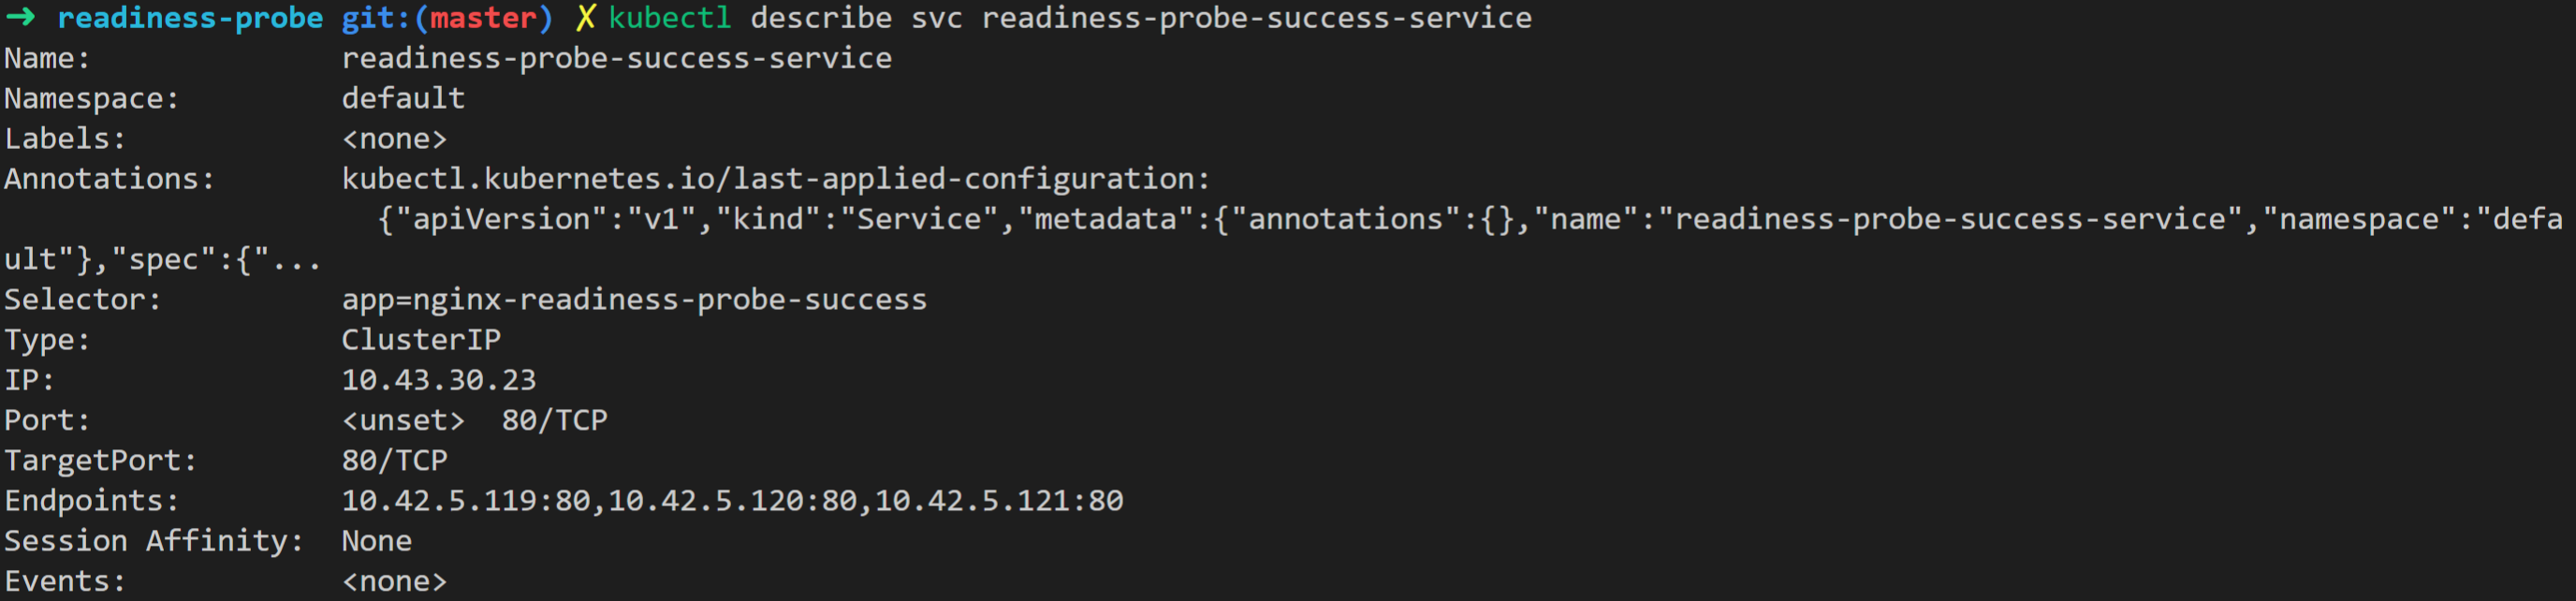 → readiness-probe git:(master) ✗ kubectl describe svc readiness-probe-success-service
Name:              readiness-probe-success-service
Namespace:         default
Labels:            <none>
Annotations:       kubectl.kubernetes.io/last-applied-configuration:
                     {"apiVersion":"v1","kind":"Service","metadata":{"annotations":{},"name":"readiness-probe-success-service","namespace":"defa
ult"},"spec":{"...
Selector:          app=nginx-readiness-probe-success
Type:              ClusterIP
IP:                10.43.30.23
Port:              <unset>  80/TCP
TargetPort:        80/TCP
Endpoints:         10.42.5.119:80,10.42.5.120:80,10.42.5.121:80
Session Affinity:  None
Events:            <none>